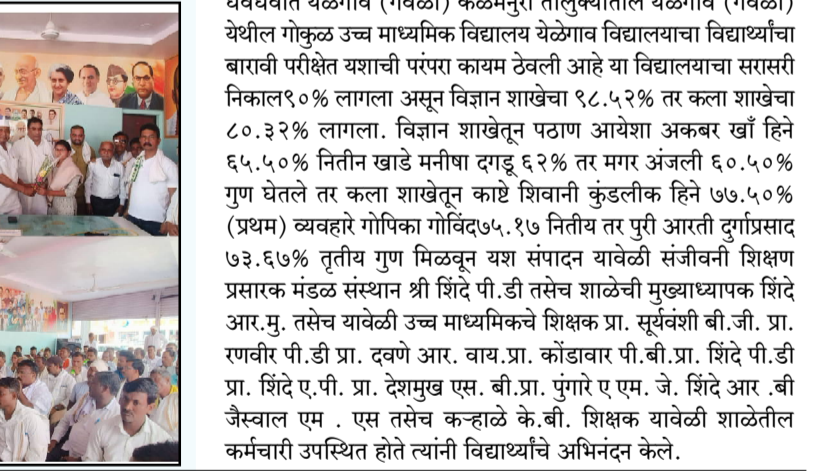 येथील गोकुळ उच्च माध्यमिक विद्यालय येळेगाव विद्यालयाचा विद्यार्थ्यांचा
बारावी परीक्षेत यशाची परंपरा कायम ठेवली आहे या विद्यालयाचा सरासरी
निकाल९०% लागला असून विज्ञान शाखेचा ९८.५२% तर कला शाखेचा
८०.३२% लागला. विज्ञान शाखेतून पठाण आयेशा अकबर खाँ हिने
६५.५०% नितीन खाडे मनीषा दगडू ६२% तर मगर अंजली ६०.५०%
गुण घेतले तर कला शाखेतून काष्टे शिवानी कुंडलीक हिने ७७.५०%
(प्रथम) व्यवहारे गोपिका गोविंद७५.१७ नितीय तर पुरी आरती दुर्गाप्रसाद
७३.६७% तृतीय गुण मिळवून यश संपादन यावेळी संजीवनी शिक्षण
प्रसारक मंडळ संस्थान श्री शिंदे पी.डी तसेच शाळेची मुख्याध्यापक शिंदे
आर.मु. तसेच यावेळी उच्च माध्यमिकचे शिक्षक प्रा. सूर्यवंशी बी.जी. प्रा.
रणवीर पी.डी प्रा. दवणे आर. वाय.प्रा. कोंडावार पी.बी.प्रा. शिंदे पी.डी
प्रा. शिंदे ए.पी. प्रा. देशमुख एस. बी.प्रा. पुंगारे ए एम. जे. शिंदे आर .बी
जैस्वाल एम . एस तसेच कऱ्हाळे के.बी. शिक्षक यावेळी शाळेतील
कर्मचारी उपस्थित होते त्यांनी विद्यार्थ्यांचे अभिनंदन केले.